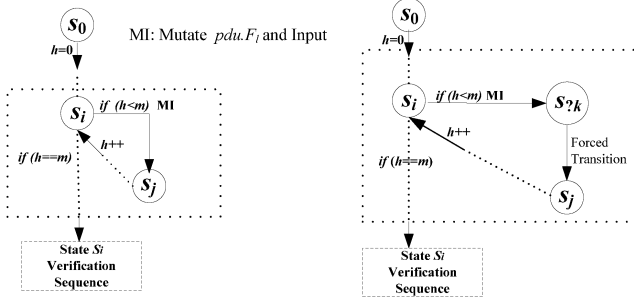 S0
h=0
MI: Mutate pdu.Fl and Input
Si
if (h<m) MI
h++
if (h==m)
Sj
State Si
Verification
Sequence
S0
h=0
Si
if (h<m) MI
S?k
h++
Forced
Transition
if (h==m)
Sj
State Si
Verification
Sequence